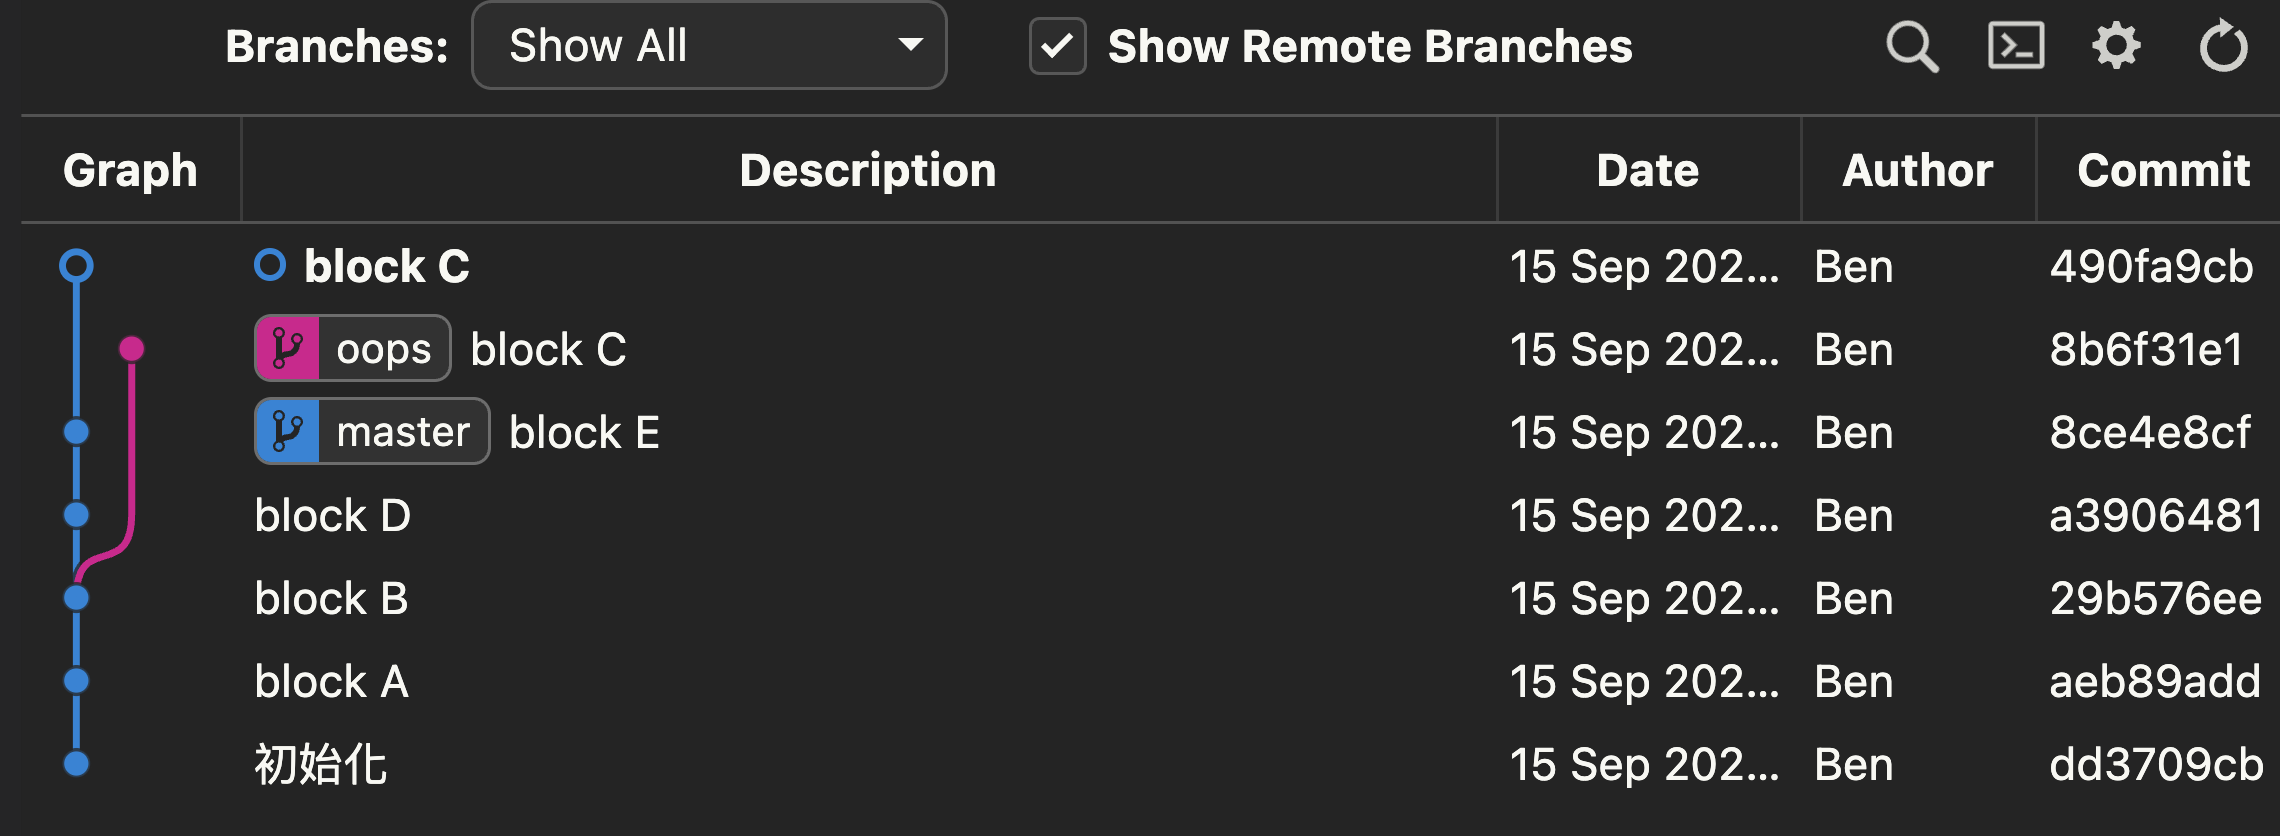 Branches: Show All Show Remote Branches
Graph Description Date Author Commit
block C 15 Sep 202... Ben 490fa9cb
oops block C 15 Sep 202... Ben 8b6f31e1
master block E 15 Sep 202... Ben 8ce4e8cf
block D 15 Sep 202... Ben a3906481
block B 15 Sep 202... Ben 29b576ee
block A 15 Sep 202... Ben aeb89add
初始化 15 Sep 202... Ben dd3709cb